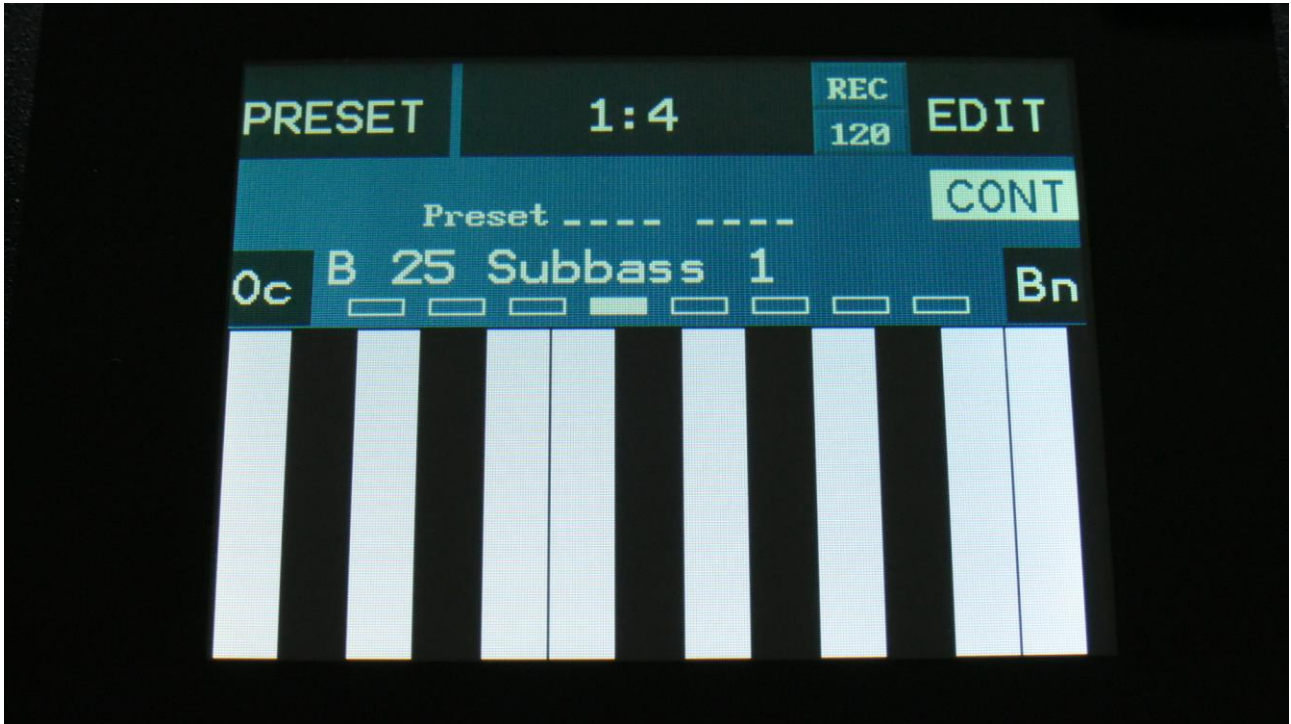 PRESET 1:4 REC EDIT
120
CONT
Preset ---- ----
Oc B 25 Subbass 1 Bn